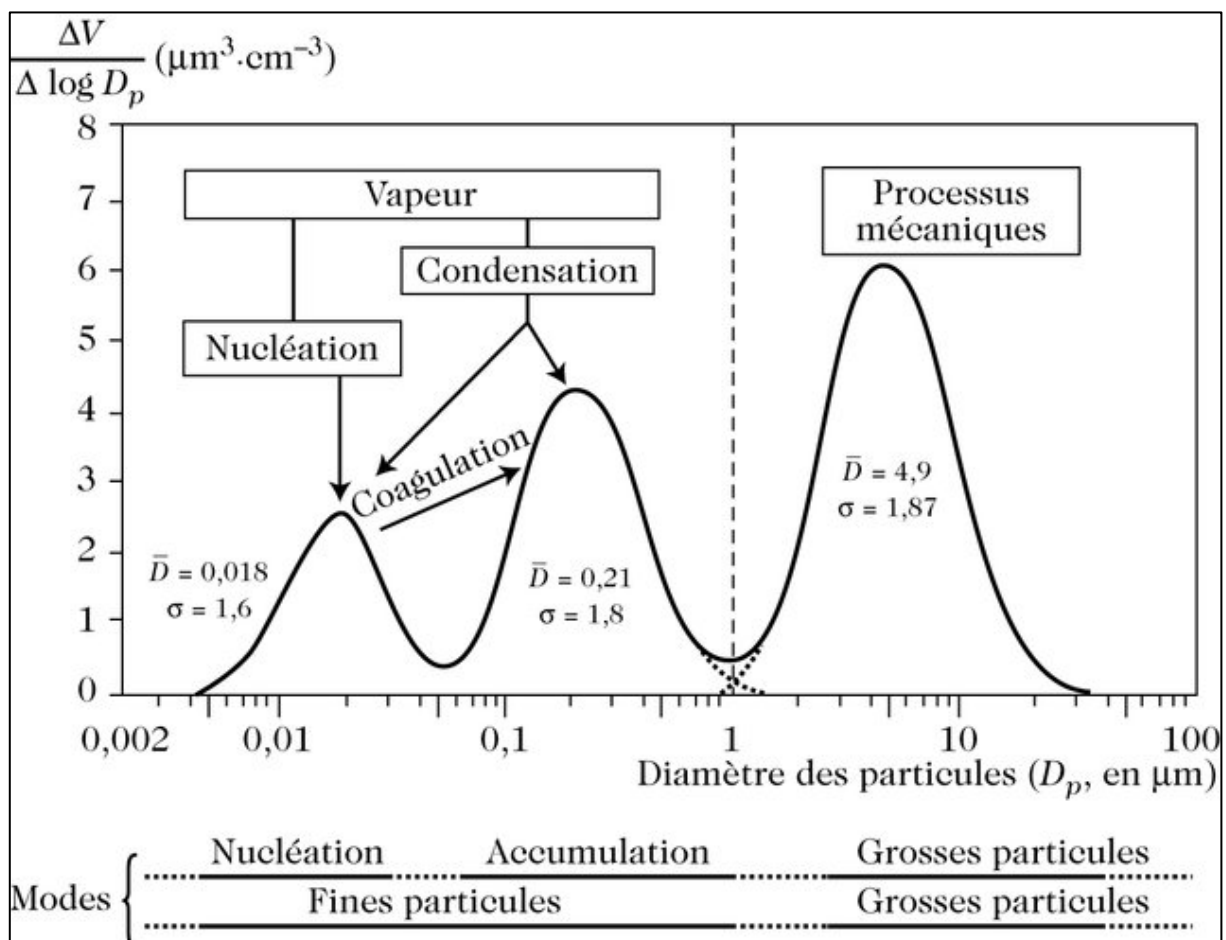 ΔV
Δ log Dₚ (μm³·cm⁻³)
8
7
6
5
4
3
2
1
0
Vapeur
Condensation
Nucléation
Coagulation
Processus
mécaniques
D̅ = 0,018
σ = 1,6
D̅ = 0,21
σ = 1,8
D̅ = 4,9
σ = 1,87
0,002 0,01 0,1 1 10 100
Diamètre des particules (Dₚ, en μm)
Nucléation Accumulation Grosses particules
Modes
Fines particules Grosses particules